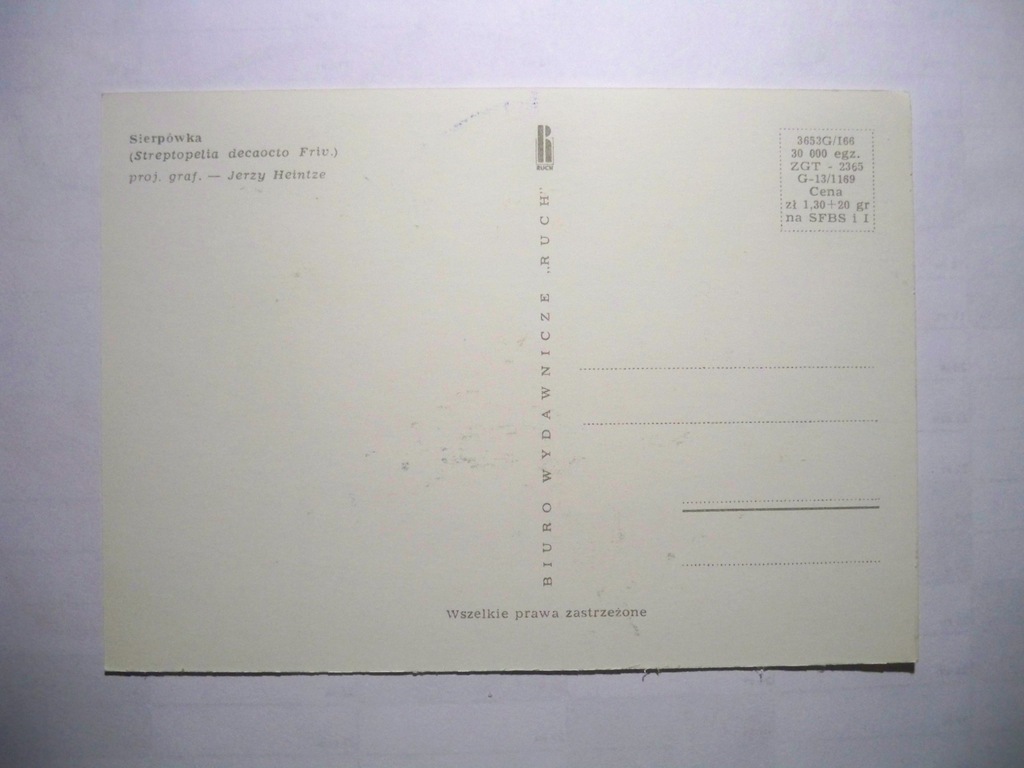 Sierpówka
(Streptopelia decaocto Friv.)
proj. graf. — Jerzy Heintze
RUCH
BIURO WYDAWNICZE „RUCH"
3653G/I66
30 000 egz.
ZGT - 2365
G-13/1169
Cena
zł 1,30+20 gr
na SFBS i I
Wszelkie prawa zastrzeżone